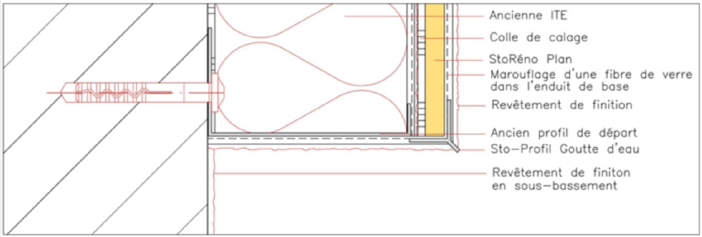 Ancienne ITE
Colle de calage
StoRéno Plan
Marouflage d'une fibre de verre
dans l'enduit de base
Revêtement de finition
Ancien profil de départ
Sto-Profil Goutte d'eau
Revêtement de finiton
en sous-bassement